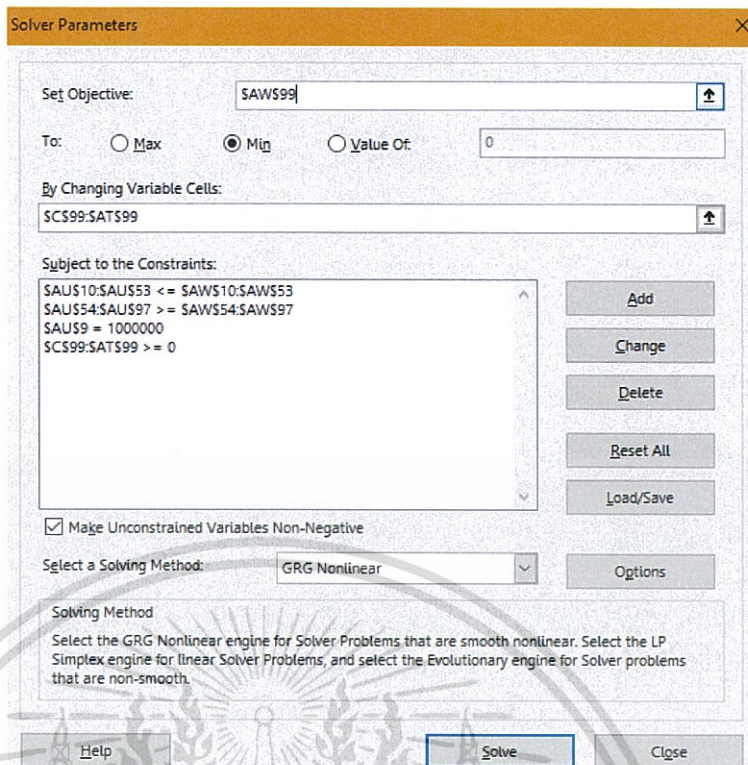 Solver Parameters
Set Objective: $AW$99
To: Max Min Value Of: 0
By Changing Variable Cells:
$C$99:$AT$99
Subject to the Constraints:
$AU$10:$AU$53 <= $AW$10:$AW$53
$AU$54:$AU$97 >= $AW$54:$AW$97
$AU$9 = 1000000
$C$99:$AT$99 >= 0
Add
Change
Delete
Reset All
Load/Save
Make Unconstrained Variables Non-Negative
Select a Solving Method: GRG Nonlinear Options
Solving Method
Select the GRG Nonlinear engine for Solver Problems that are smooth nonlinear. Select the LP
Simplex engine for linear Solver Problems, and select the Evolutionary engine for Solver problems
that are non-smooth.
Help Solve Close